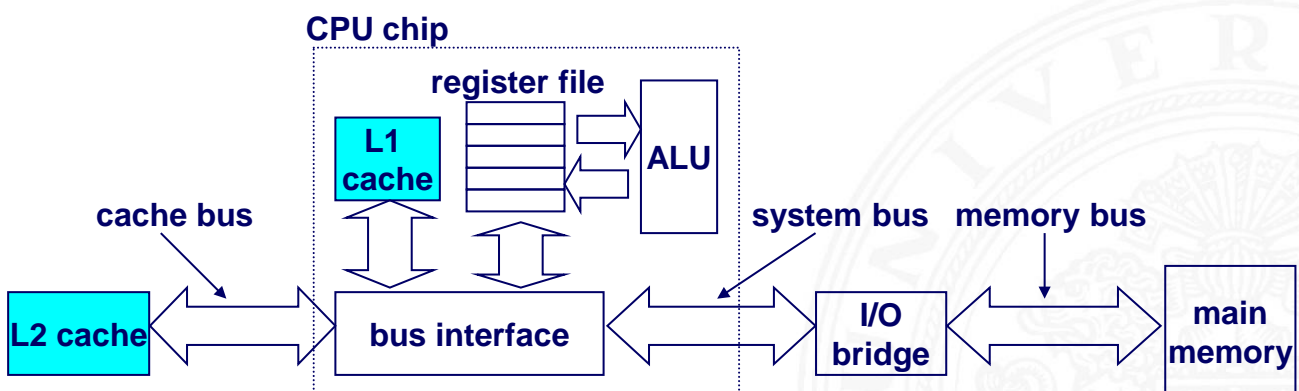 CPU chip
register file
L1
cache
ALU
cache bus
system bus
memory bus
L2 cache
bus interface
I/O
bridge
main
memory
IVER